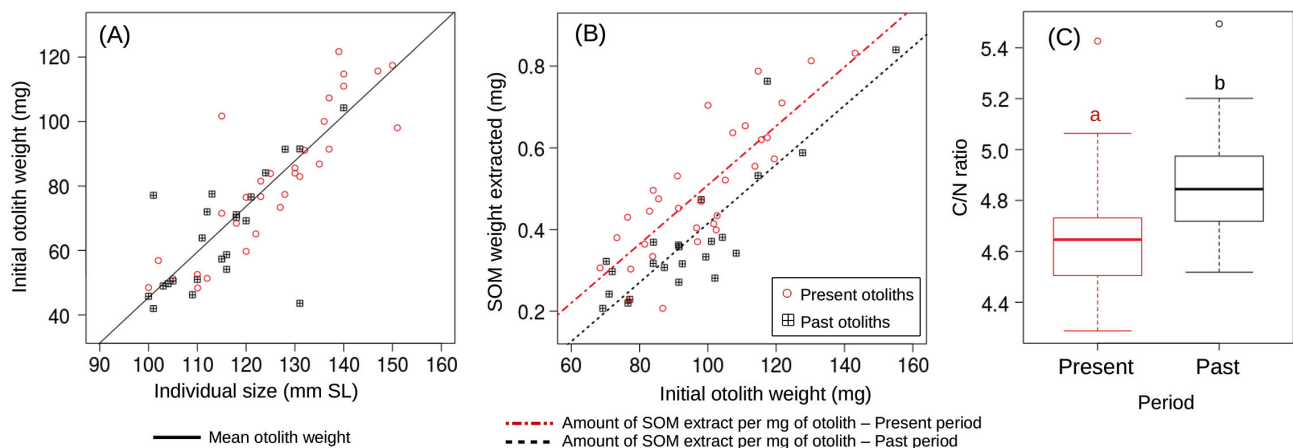 (A)
Initial otolith weight (mg)
120
100
80
60
40
90 100 110 120 130 140 150 160
Individual size (mm SL)
Mean otolith weight
(B)
SOM weight extracted (mg)
0.8
0.6
0.4
0.2
Present otoliths
Past otoliths
60 80 100 120 140 160
Initial otolith weight (mg)
Amount of SOM extract per mg of otolith – Present period
Amount of SOM extract per mg of otolith – Past period
(C)
C/N ratio
5.4
5.2
5.0
4.8
4.6
4.4
a
b
Present Past
Period